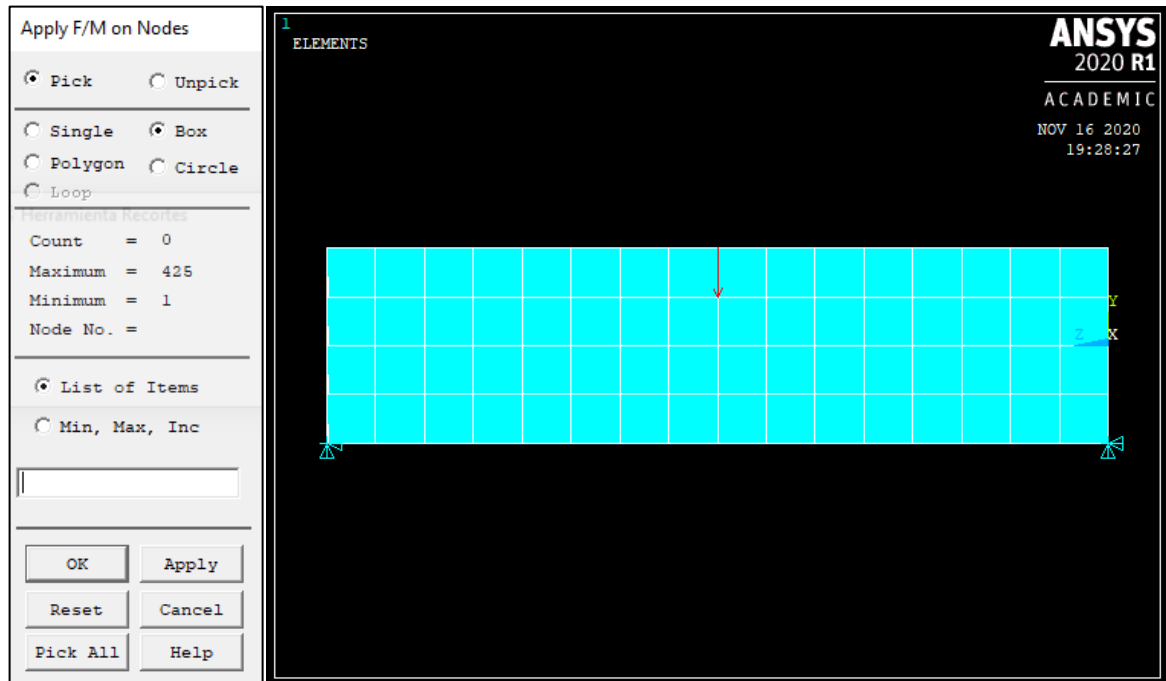 Apply F/M on Nodes
Pick Unpick
Single Box
Polygon Circle
Loop
Herramienta Recortes
Count = 0
Maximum = 425
Minimum = 1
Node No. =
List of Items
Min, Max, Inc
OK Apply
Reset Cancel
Pick All Help
1
ELEMENTS
ANSYS
2020 R1
ACADEMIC
NOV 16 2020
19:28:27
Y
Z X